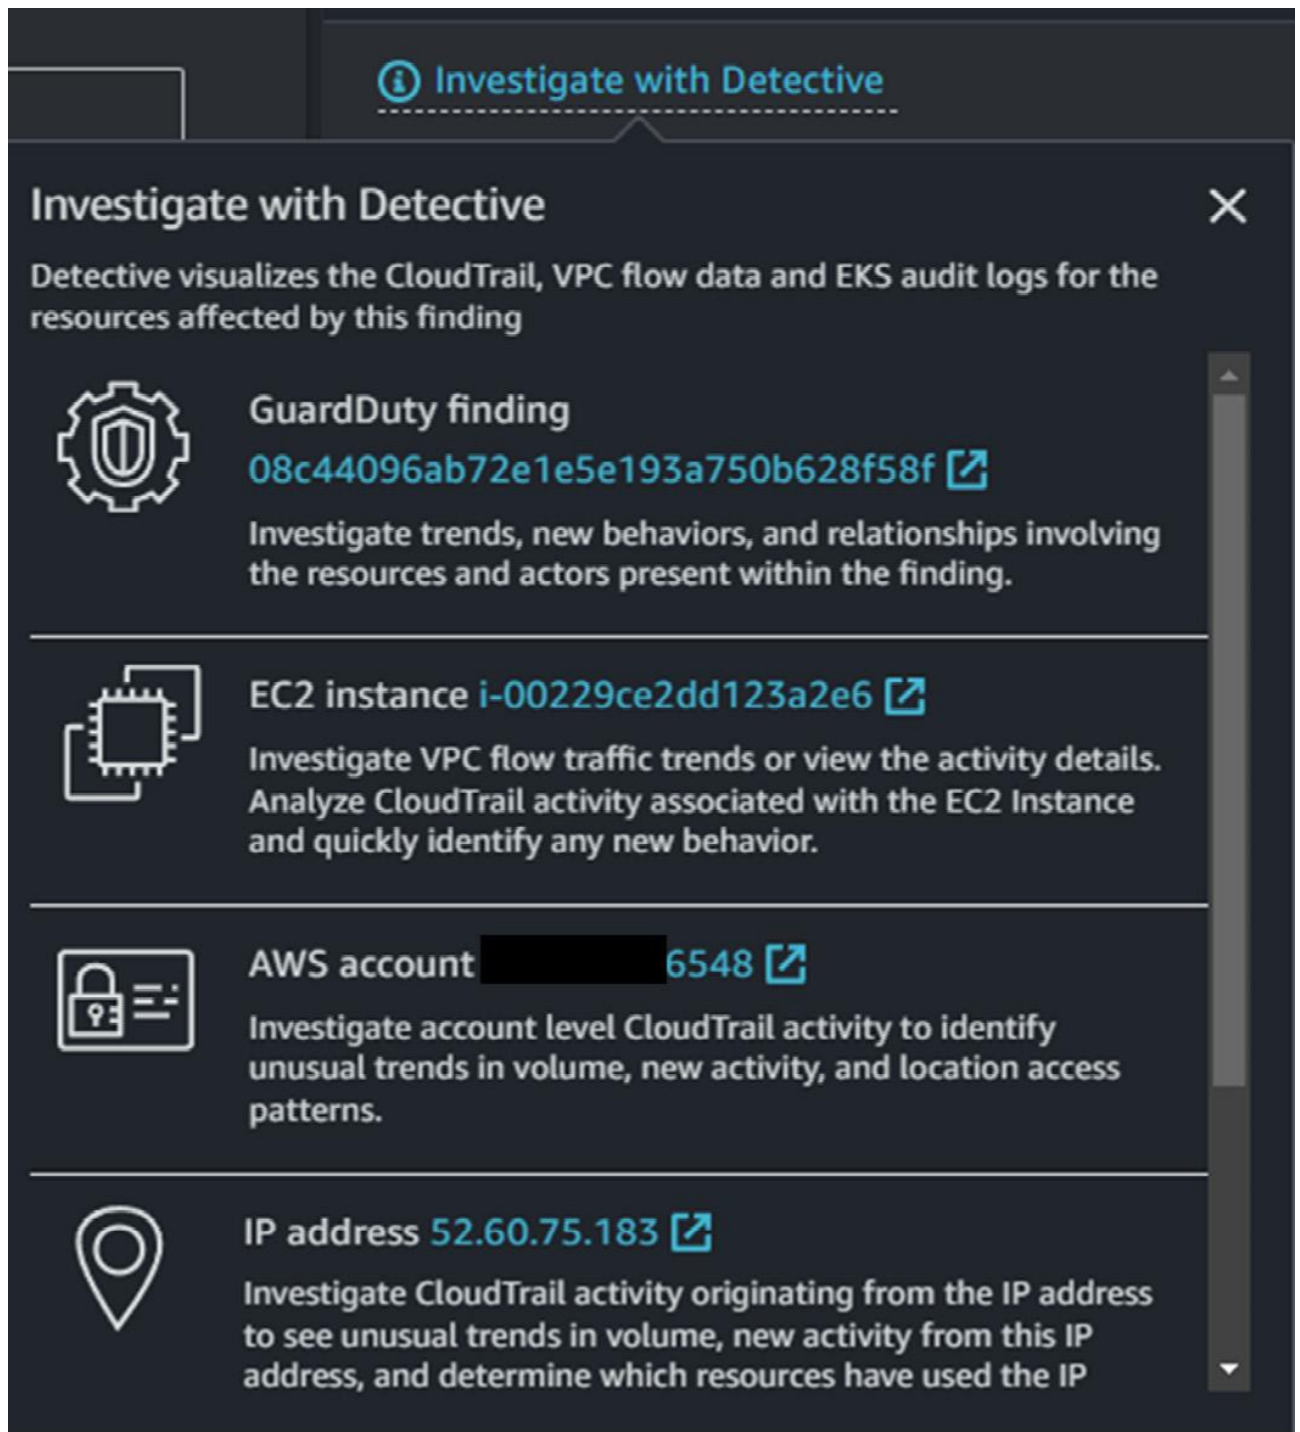 Investigate with Detective
Investigate with Detective
Detective visualizes the CloudTrail, VPC flow data and EKS audit logs for the
resources affected by this finding
GuardDuty finding
08c44096ab72e1e5e193a750b628f58f
Investigate trends, new behaviors, and relationships involving
the resources and actors present within the finding.
EC2 instance i-00229ce2dd123a2e6
Investigate VPC flow traffic trends or view the activity details.
Analyze CloudTrail activity associated with the EC2 Instance
and quickly identify any new behavior.
AWS account 6548
Investigate account level CloudTrail activity to identify
unusual trends in volume, new activity, and location access
patterns.
IP address 52.60.75.183
Investigate CloudTrail activity originating from the IP address
to see unusual trends in volume, new activity from this IP
address, and determine which resources have used the IP